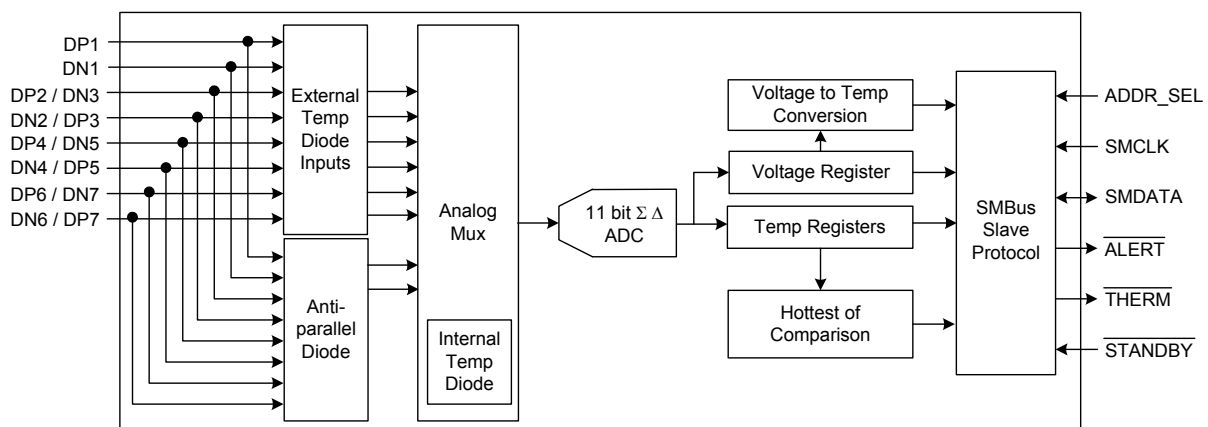 DP1
DN1
DP2 / DN3
DN2 / DP3
DP4 / DN5
DN4 / DP5
DP6 / DN7
DN6 / DP7
External
Temp
Diode
Inputs
Anti-
parallel
Diode
Analog
Mux
Internal
Temp
Diode
11 bit Σ Δ
ADC
Voltage to Temp
Conversion
Voltage Register
Temp Registers
Hottest of
Comparison
SMBus
Slave
Protocol
ADDR_SEL
SMCLK
SMDATA
ALERT
THERM
STANDBY